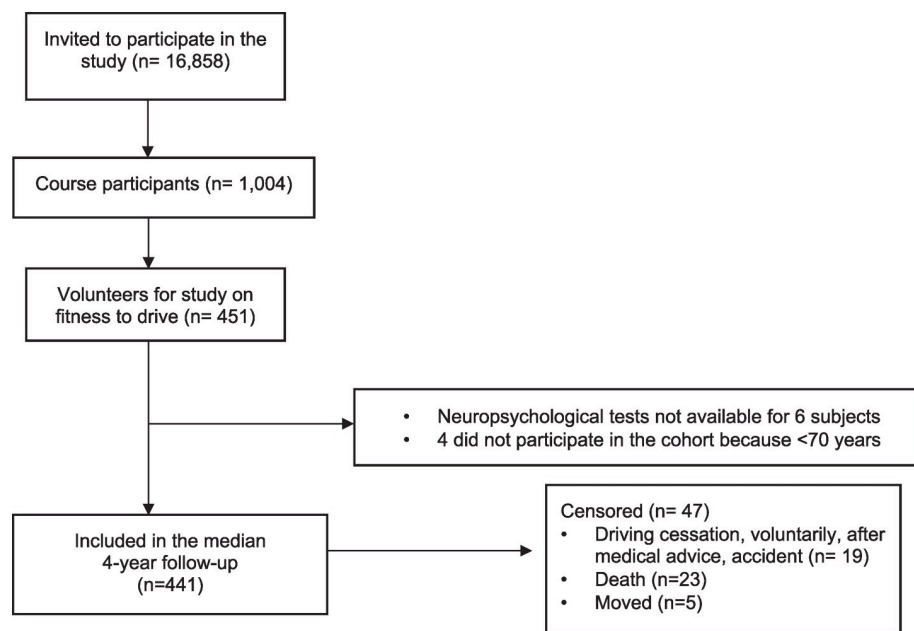 Invited to participate in the
study (n= 16,858)
Course participants (n= 1,004)
Volunteers for study on
fitness to drive (n= 451)
• Neuropsychological tests not available for 6 subjects
• 4 did not participate in the cohort because <70 years
Included in the median
4-year follow-up
(n=441)
Censored (n= 47)
• Driving cessation, voluntarily, after
medical advice, accident (n= 19)
• Death (n=23)
• Moved (n=5)